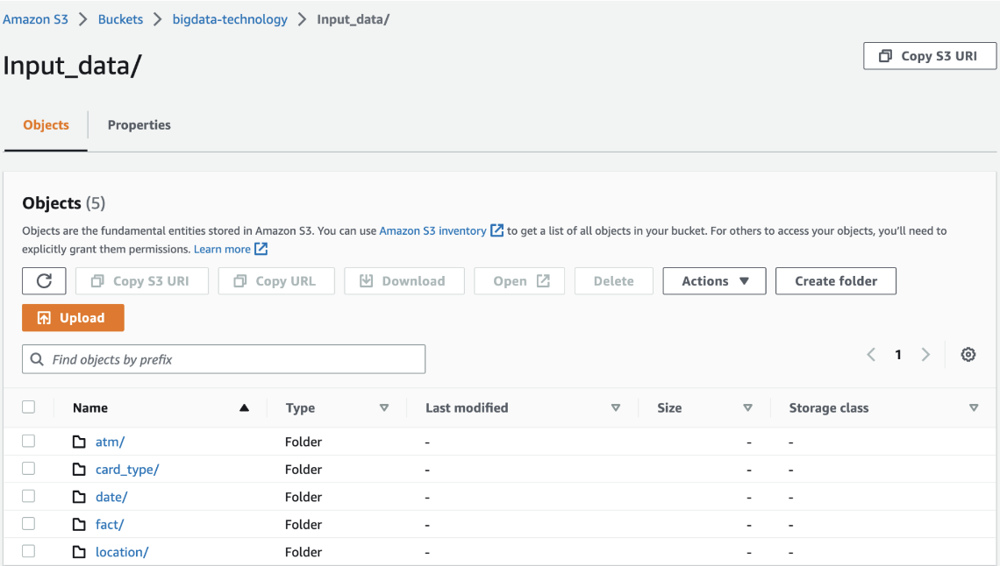 Amazon S3 > Buckets > bigdata-technology > Input_data/
Input_data/
Copy S3 URI
Objects
Properties
Objects (5)
Objects are the fundamental entities stored in Amazon S3. You can use Amazon S3 inventory to get a list of all objects in your bucket. For others to access your objects, you’ll need to
explicitly grant them permissions. Learn more
Copy S3 URI Copy URL Download Open Delete Actions Create folder
Upload
Find objects by prefix
1
Name Type Last modified Size Storage class
atm/ Folder - - -
card_type/ Folder - - -
date/ Folder - - -
fact/ Folder - - -
location/ Folder - - -